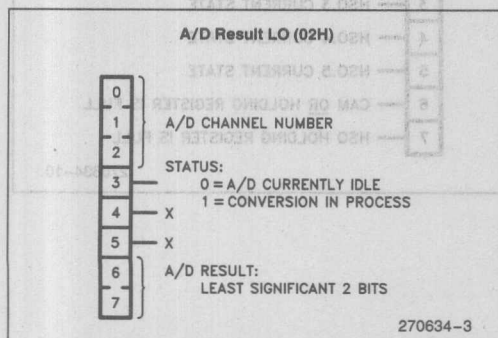 A/D Result LO (02H)
0
1
2
A/D CHANNEL NUMBER
3
STATUS:
0 = A/D CURRENTLY IDLE
1 = CONVERSION IN PROCESS
4 X
5 X
6
7
A/D RESULT:
LEAST SIGNIFICANT 2 BITS
270634-3